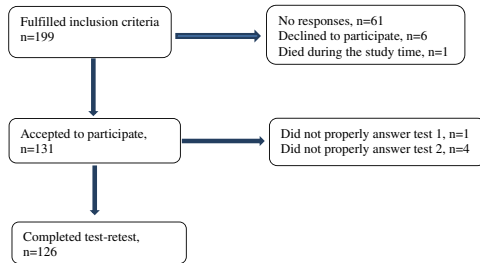 Fulfilled inclusion criteria
n=199
No responses, n=61
Declined to participate, n=6
Died during the study time, n=1
Accepted to participate,
n=131
Did not properly answer test 1, n=1
Did not properly answer test 2, n=4
Completed test-retest,
n=126